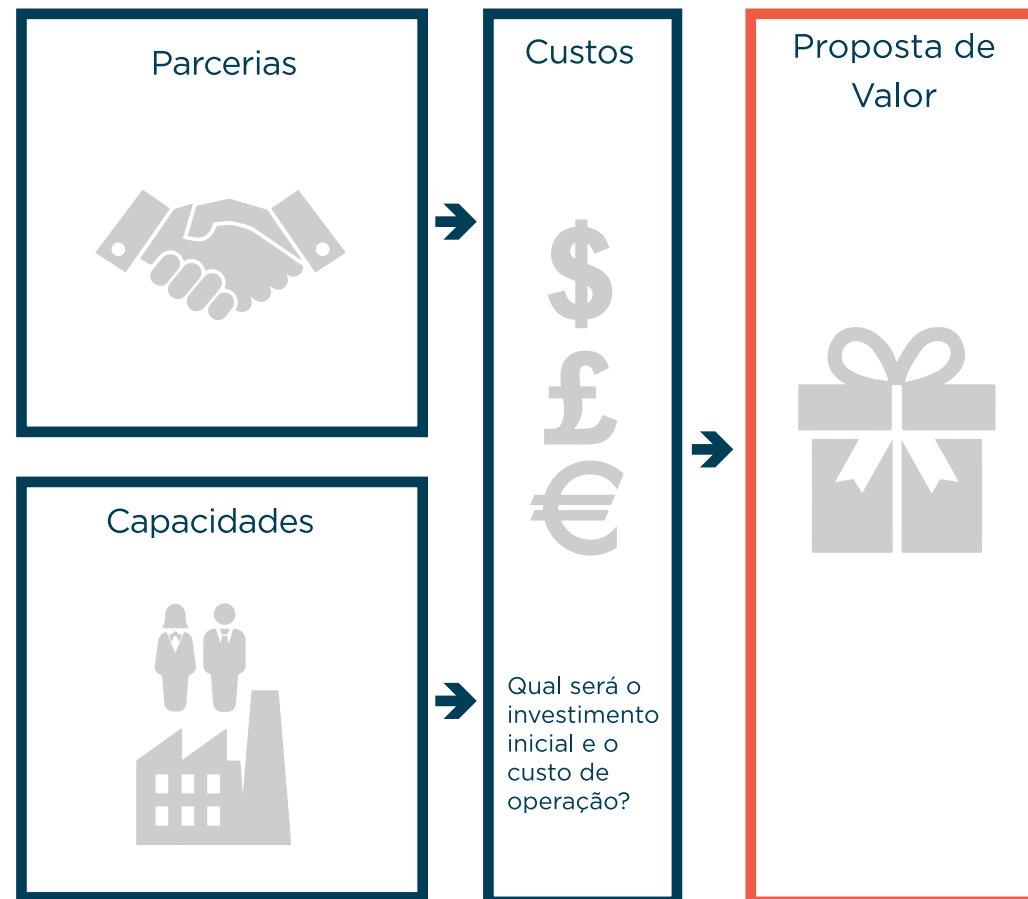 Parcerias
Capacidades
Custos
Qual será o
investimento
inicial e o
custo de
operação?
Proposta de
Valor